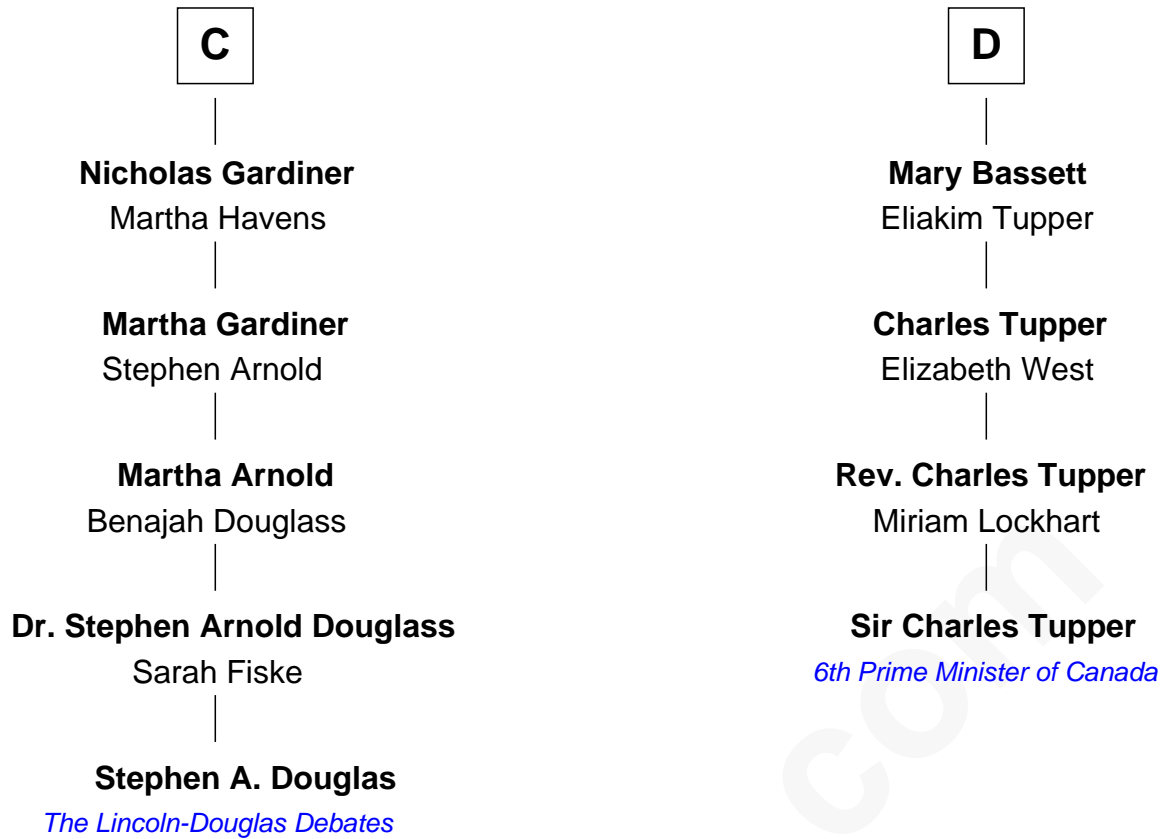 C
Nicholas Gardiner
Martha Havens
Martha Gardiner
Stephen Arnold
Martha Arnold
Benajah Douglass
Dr. Stephen Arnold Douglass
Sarah Fiske
Stephen A. Douglas
The Lincoln-Douglas Debates
D
Mary Bassett
Eliakim Tupper
Charles Tupper
Elizabeth West
Rev. Charles Tupper
Miriam Lockhart
Sir Charles Tupper
6th Prime Minister of Canada
com